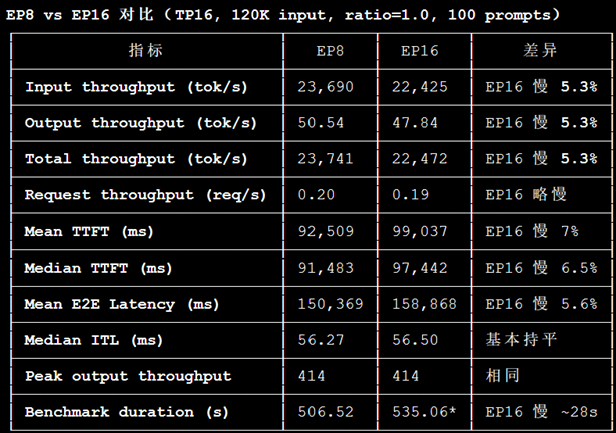 EP8 vs EP16 对比（TP16, 120K input, ratio=1.0, 100 prompts）
指标 EP8 EP16 差异
Input throughput (tok/s) 23,690 22,425 EP16 慢 5.3%
Output throughput (tok/s) 50.54 47.84 EP16 慢 5.3%
Total throughput (tok/s) 23,741 22,472 EP16 慢 5.3%
Request throughput (req/s) 0.20 0.19 EP16 略慢
Mean TTFT (ms) 92,509 99,037 EP16 慢 7%
Median TTFT (ms) 91,483 97,442 EP16 慢 6.5%
Mean E2E Latency (ms) 150,369 158,868 EP16 慢 5.6%
Median ITL (ms) 56.27 56.50 基本持平
Peak output throughput 414 414 相同
Benchmark duration (s) 506.52 535.06* EP16 慢 ~28s